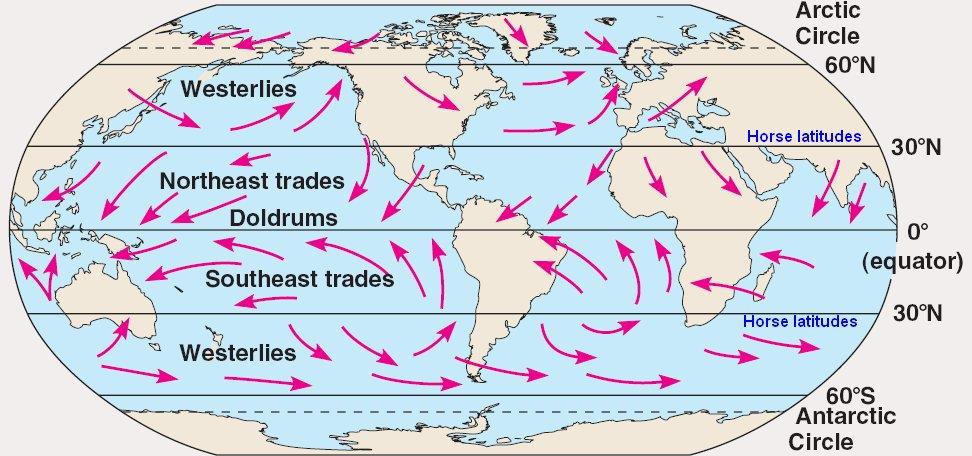 Arctic
Circle
60°N
Westerlies
Horse latitudes
30°N
Northeast trades
Doldrums
0°
(equator)
Southeast trades
30°N
Horse latitudes
Westerlies
60°S
Antarctic
Circle